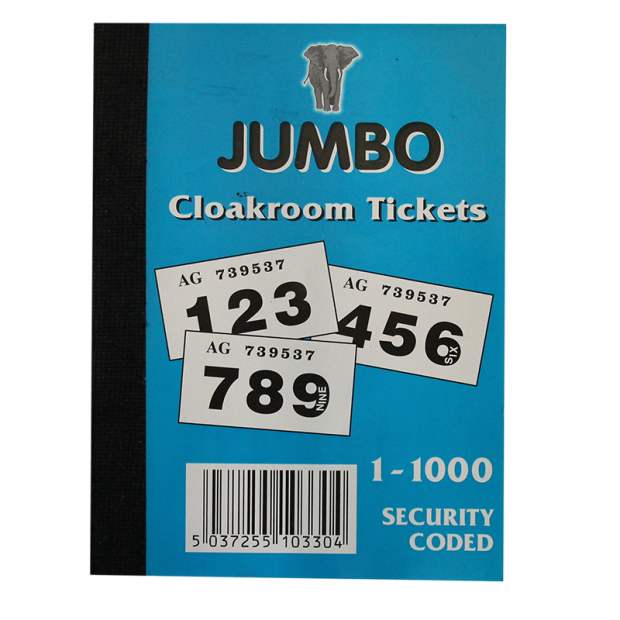 JUMBO
Cloakroom Tickets
AG 739537
123
AG 739537
456
SIX
AG 739537
789
NINE
1-1000
SECURITY
CODED
5 037255 103304